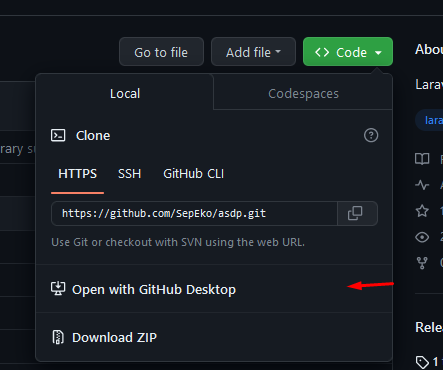 Go to file
Add file
Code
Local
Codespaces
Clone
HTTPS
SSH
GitHub CLI
https://github.com/SepEko/asdp.git
Use Git or checkout with SVN using the web URL.
Open with GitHub Desktop
Download ZIP
rary
Abou
Larav
lara
Relea
1